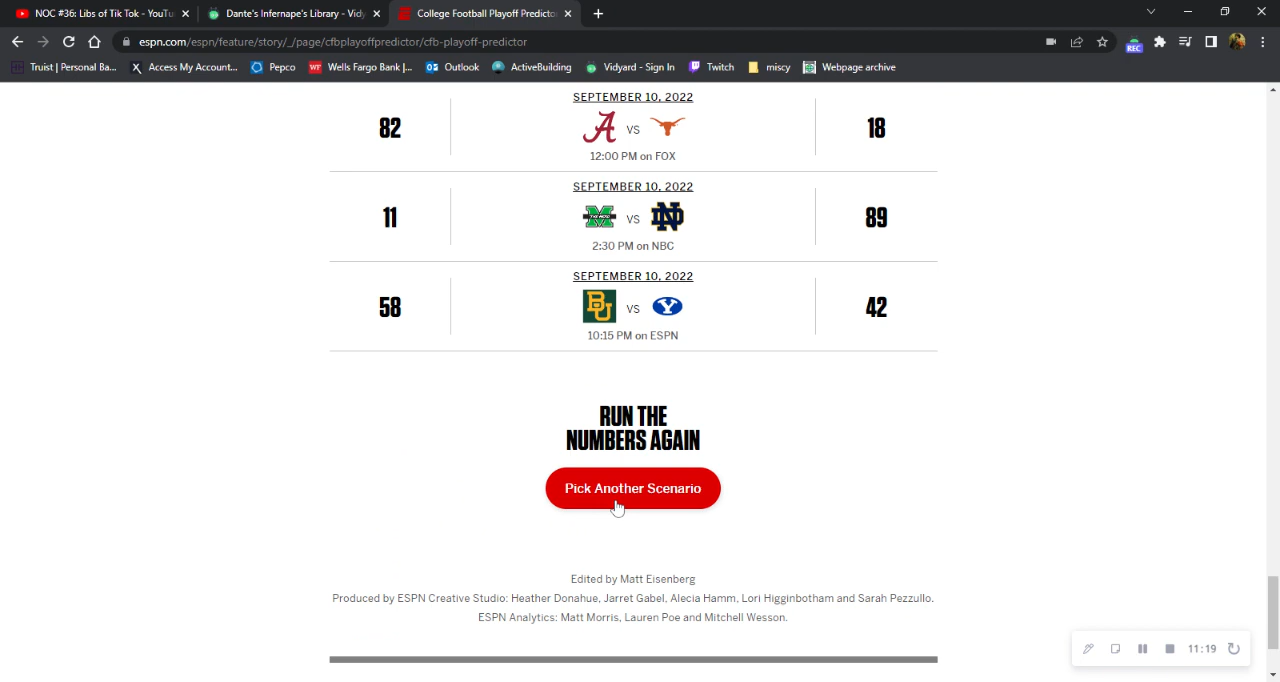 NOC #36: Libs of Tik Tok - YouTu
Dante's Infernape's Library - Vidy
College Football Playoff Predictor
espn.com/espn/feature/story/_/page/cfbplayoffpredictor/cfb-playoff-predictor
REC
Truist | Personal Ba...
Access My Account...
Pepco
Wells Fargo Bank |...
Outlook
ActiveBuilding
Vidyard - Sign In
Twitch
miscy
Webpage archive
SEPTEMBER 10, 2022
82
VS
18
12:00 PM on FOX
SEPTEMBER 10, 2022
11
VS
89
2:30 PM on NBC
SEPTEMBER 10, 2022
58
BU
VS
Y
42
10:15 PM on ESPN
RUN THE
NUMBERS AGAIN
Pick Another Scenario
Edited by Matt Eisenberg
Produced by ESPN Creative Studio: Heather Donahue, Jarret Gabel, Alecia Hamm, Lori Higginbotham and Sarah Pezzullo.
ESPN Analytics: Matt Morris, Lauren Poe and Mitchell Wesson.
11:19